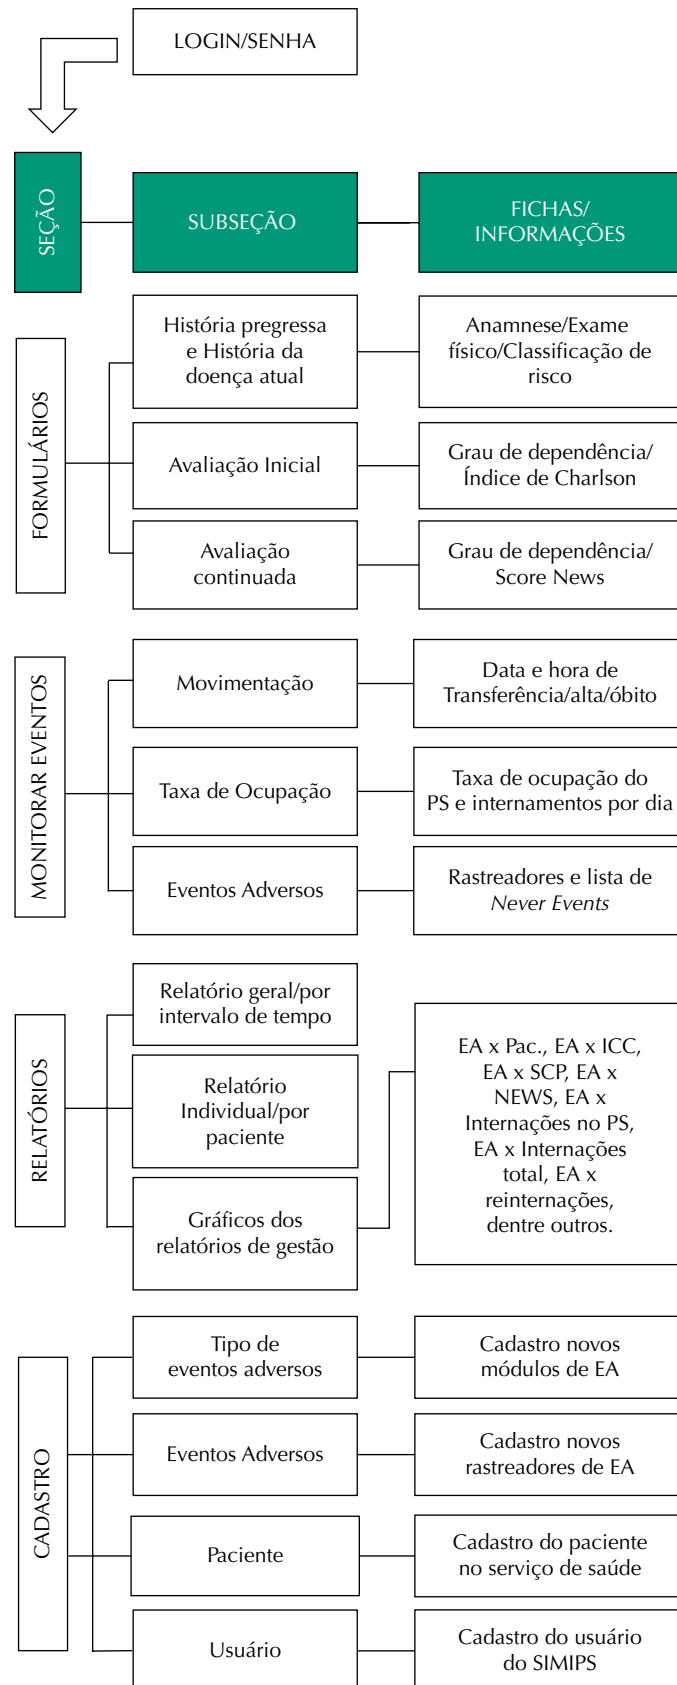 LOGIN/SENHA
SEÇÃO
SUBSEÇÃO
FICHAS/
INFORMAÇÕES
FORMULÁRIOS
História pregressa
e História da
doença atual
Anamnese/Exame
físico/Classificação de
risco
Avaliação Inicial
Grau de dependência/
Índice de Charlson
Avaliação
continuada
Grau de dependência/
Score News
MONITORAR EVENTOS
Movimentação
Data e hora de
Transferência/alta/óbito
Taxa de Ocupação
Taxa de ocupação do
PS e internamentos por dia
Eventos Adversos
Rastreadores e lista de
Never Events
RELATÓRIOS
Relatório geral/por
intervalo de tempo
Relatório
Individual/por
paciente
Gráficos dos
relatórios de gestão
EA x Pac., EA x ICC,
EA x SCP, EA x
NEWS, EA x
Internações no PS,
EA x Internações
total, EA x
reinternações,
dentre outros.
CADASTRO
Tipo de
eventos adversos
Cadastro novos
módulos de EA
Eventos Adversos
Cadastro novos
rastreadores de EA
Paciente
Cadastro do paciente
no serviço de saúde
Usuário
Cadastro do usuário
do SIMIPS